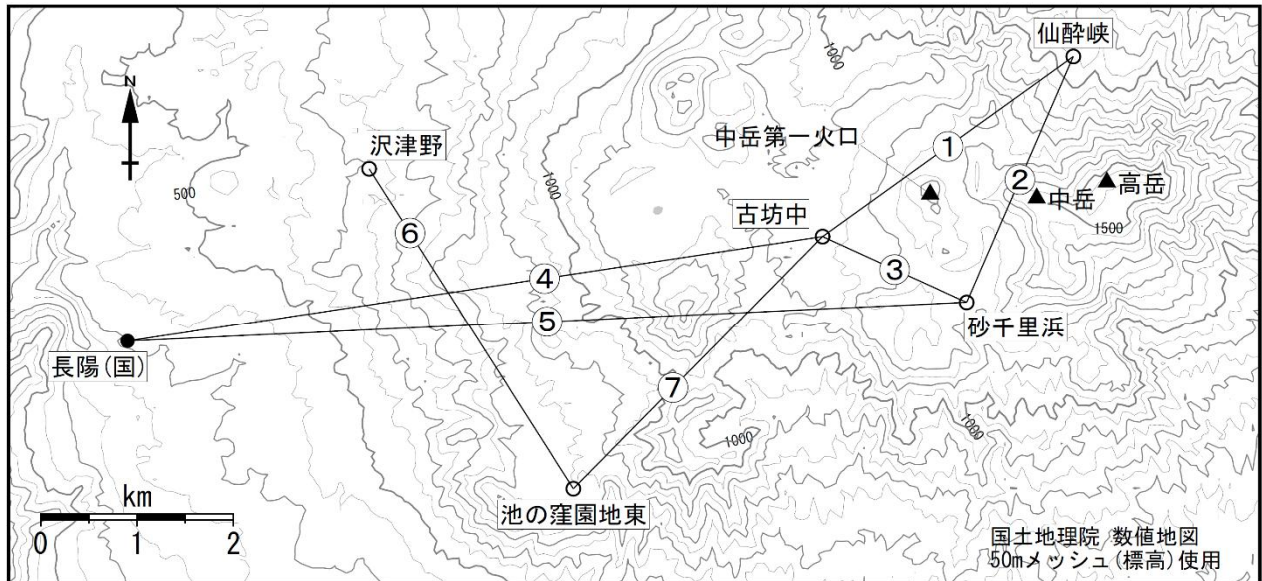 仙酔峡
1000
N
沢津野
中岳第一火口
①
500
1000
②
高岳
中岳
古坊中
1500
⑥
③
④
⑤
砂千里浜
長陽(国)
⑦
1000
1000
km
0 1 2
池の窪園地東
国土地理院 数値地図
50mメッシュ(標高)使用